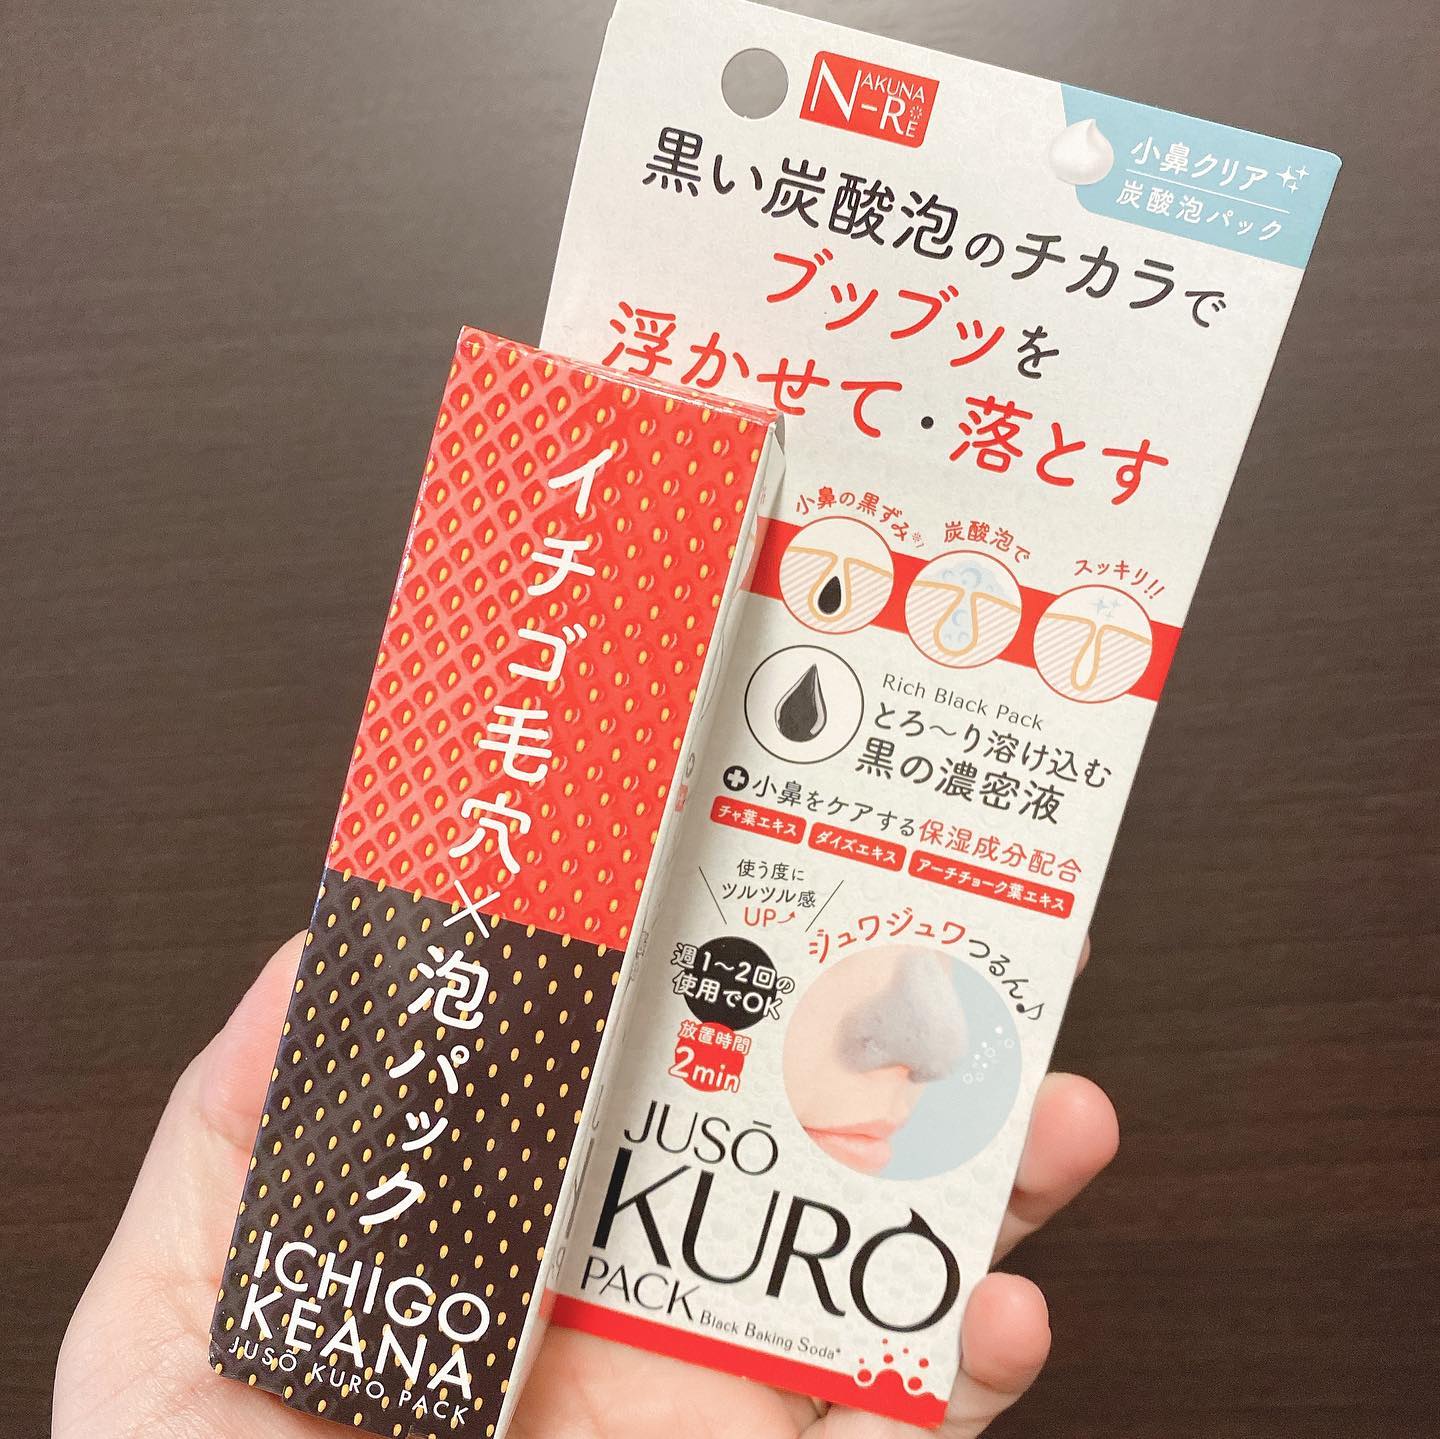 NAKUNA-RE
小鼻クリア
炭酸泡パック
黒い炭酸泡のチカラで
ブツブツを
浮かせて・落とす
小鼻の黒ずみ※1
炭酸泡で
スッキリ!!
Rich Black Pack
とろ〜り溶け込む
黒の濃密液
+小鼻をケアする保湿成分配合
チャ葉エキス
ダイズエキス
アーチチョーク葉エキス
使う度に
ツルツル感
UP
ジュワジュワつるん♪
週1〜2回の
使用でOK
放置時間
2min
JUSŌ
KURO
PACK
Black Baking Soda*
イチゴ毛穴×泡パック
ICHIGO
KEANA
JUSŌ KURO PACK